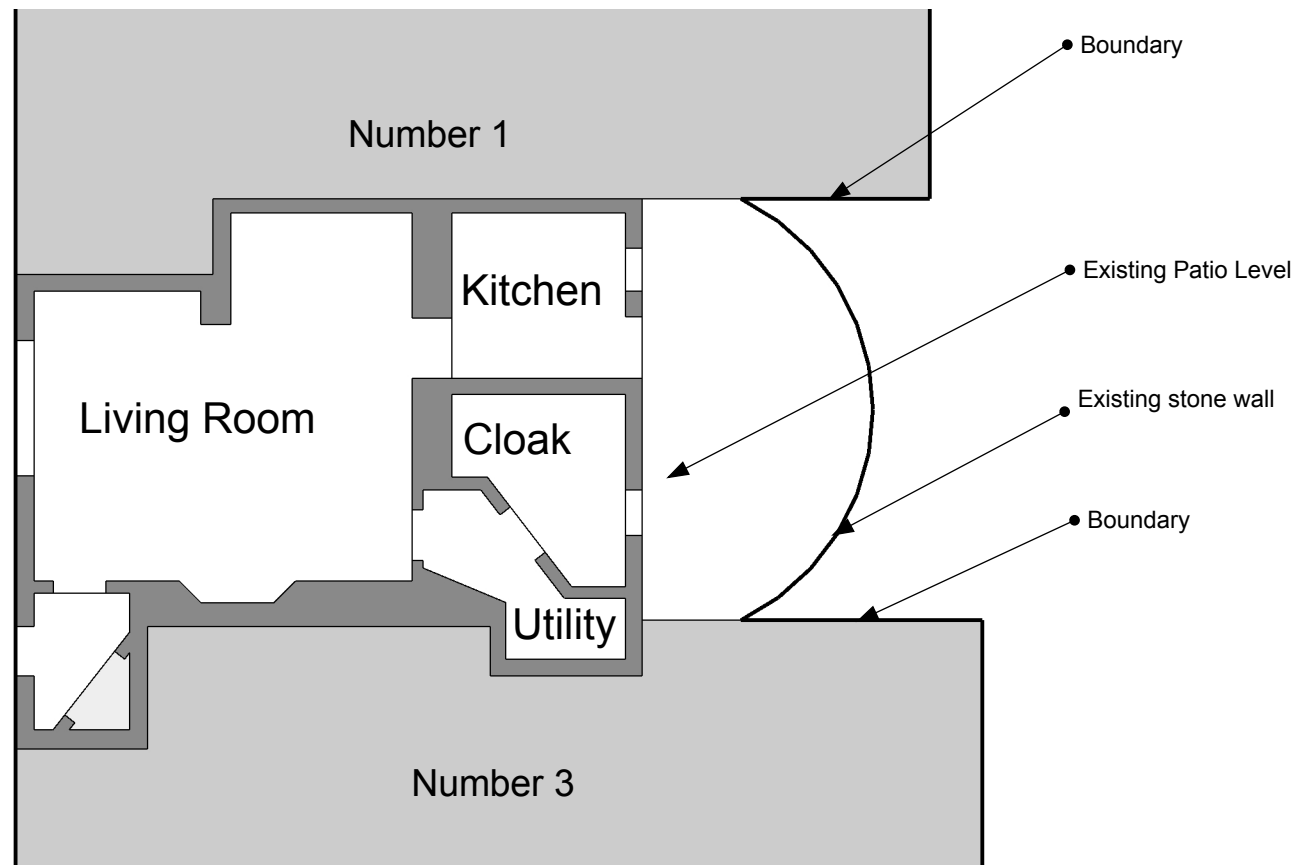 Boundary
Number 1
Existing Patio Level
Kitchen
Existing stone wall
Living Room
Cloak
Boundary
Utility
Number 3